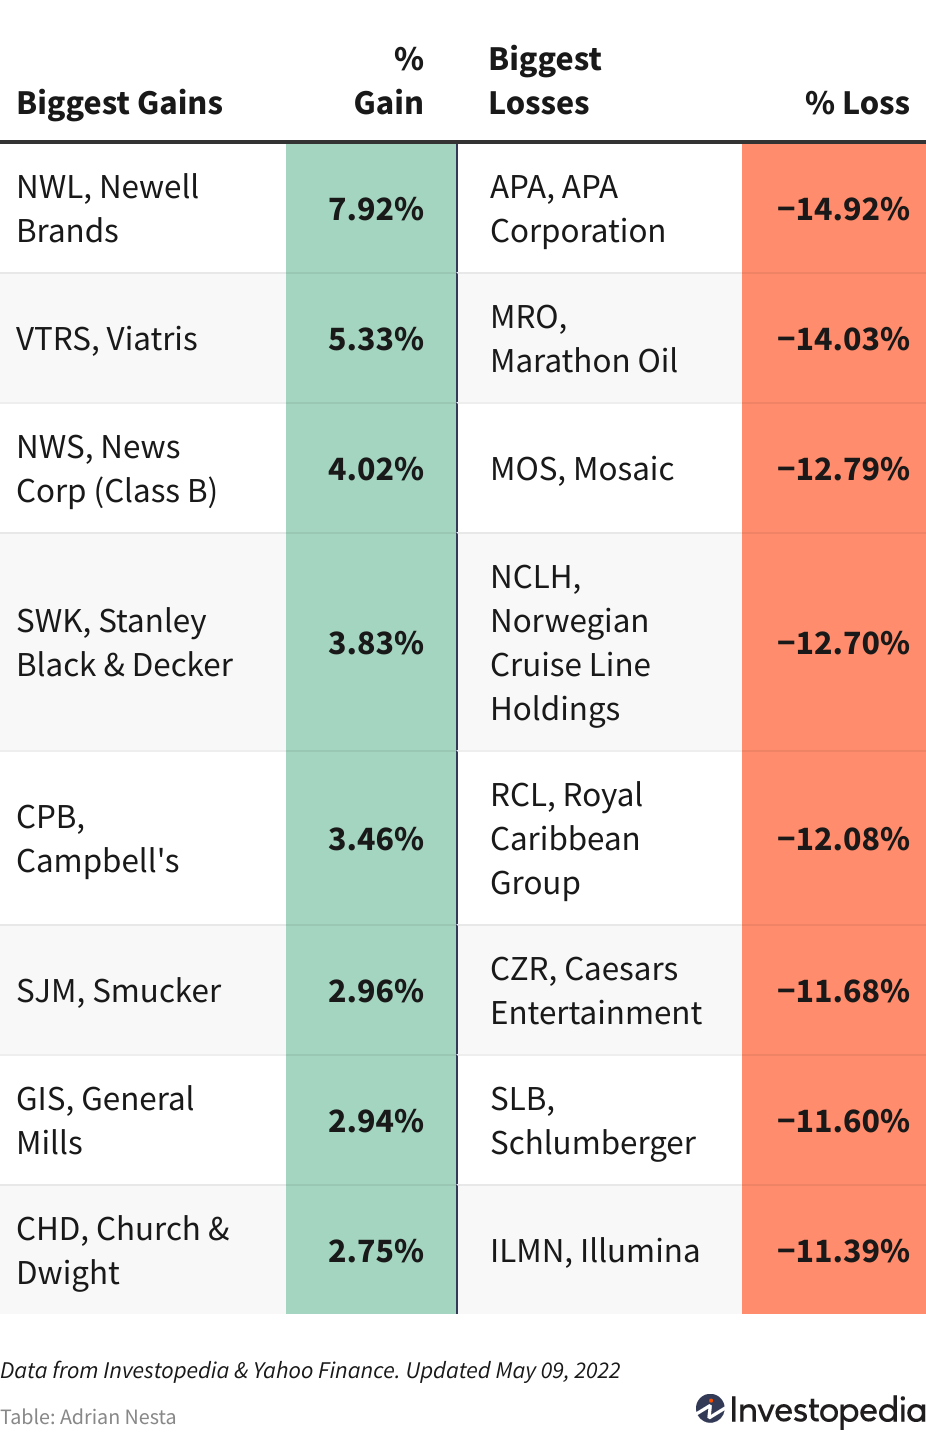 Biggest Gains
%
Gain
Biggest
Losses
% Loss
NWL, Newell
Brands
7.92%
APA, APA
Corporation
−14.92%
VTRS, Viatris
5.33%
MRO,
Marathon Oil
−14.03%
NWS, News
Corp (Class B)
4.02%
MOS, Mosaic
−12.79%
SWK, Stanley
Black & Decker
3.83%
NCLH,
Norwegian
Cruise Line
Holdings
−12.70%
CPB,
Campbell's
3.46%
RCL, Royal
Caribbean
Group
−12.08%
SJM, Smucker
2.96%
CZR, Caesars
Entertainment
−11.68%
GIS, General
Mills
2.94%
SLB,
Schlumberger
−11.60%
CHD, Church &
Dwight
2.75%
ILMN, Illumina
−11.39%
Data from Investopedia & Yahoo Finance. Updated May 09, 2022
Table: Adrian Nesta
Investopedia